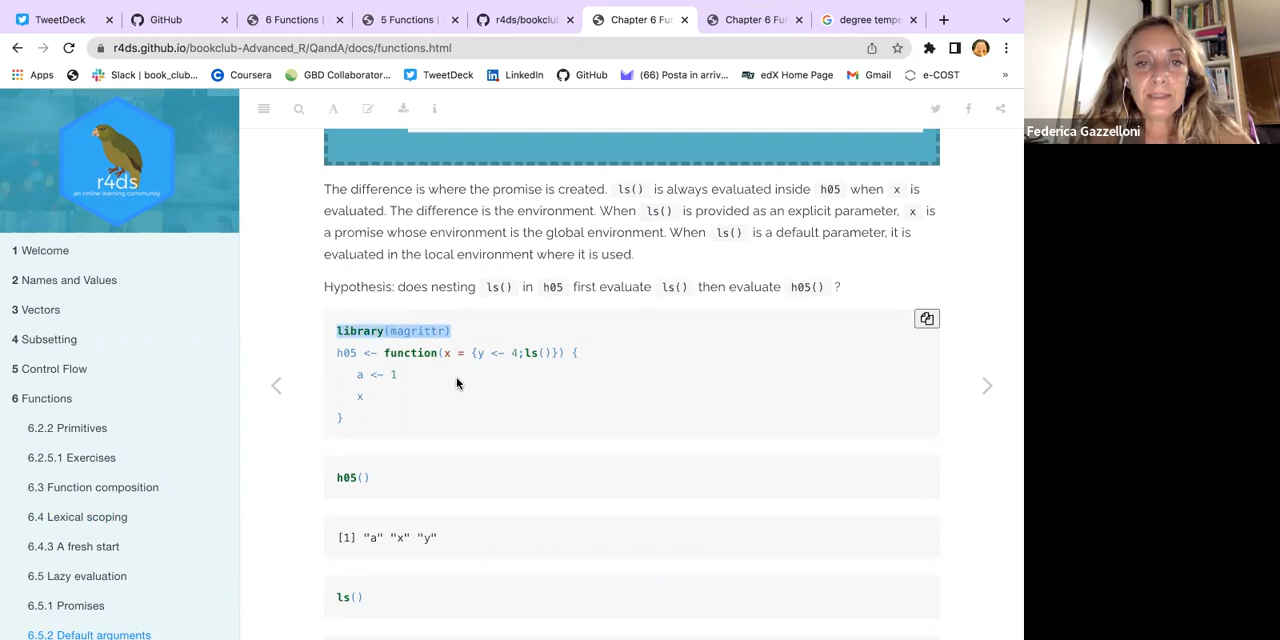 TweetDeck
GitHub
6 Functions |
5 Functions |
r4ds/bookclub
Chapter 6 Fun
Chapter 6 Fun
degree tempe
r4ds.github.io/bookclub-Advanced_R/QandA/docs/functions.html
Apps
Slack | book_club...
Coursera
GBD Collaborator...
TweetDeck
LinkedIn
GitHub
(66) Posta in arriv...
edX Home Page
Gmail
e-COST
»
Federica Gazzelloni
r4ds
an online learning community
1 Welcome
2 Names and Values
3 Vectors
4 Subsetting
5 Control Flow
6 Functions
6.2.2 Primitives
6.2.5.1 Exercises
6.3 Function composition
6.4 Lexical scoping
6.4.3 A fresh start
6.5 Lazy evaluation
6.5.1 Promises
6.5.2 Default arguments
The difference is where the promise is created. ls() is always evaluated inside h05 when x is
evaluated. The difference is the environment. When ls() is provided as an explicit parameter, x is
a promise whose environment is the global environment. When ls() is a default parameter, it is
evaluated in the local environment where it is used.
Hypothesis: does nesting ls() in h05 first evaluate ls() then evaluate h05() ?
library(magrittr)
h05 <- function(x = {y <- 4;ls()}) {
a <- 1
x
}
h05()
[1] "a" "x" "y"
ls()